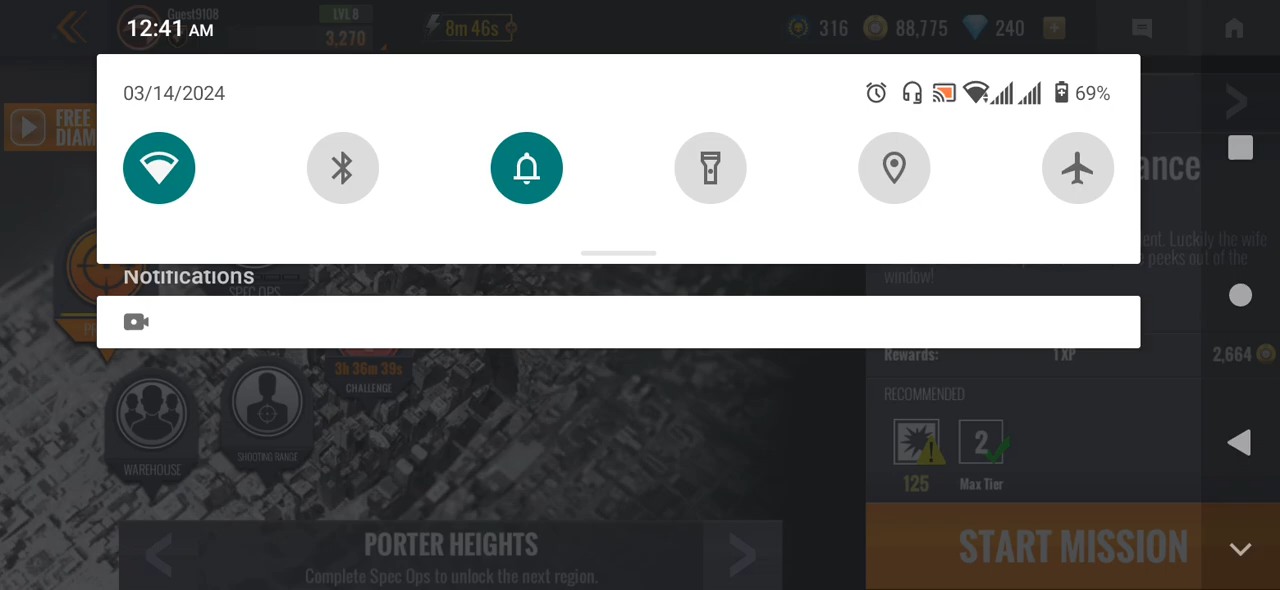 Guest9108
LVL 8
3,270
12:41 AM
8m 46s
316
88,775
240
03/14/2024
69%
FREE
DIAM
ance
ent. Luckily the wife
peeks out of the
window!
Notifications
SPEC OPS
Rewards:
1 XP
2,664
3h 36m 39s
CHALLENGE
RECOMMENDED
WAREHOUSE
SHOOTING RANGE
2
125
Max Tier
PORTER HEIGHTS
Complete Spec Ops to unlock the next region.
START MISSION